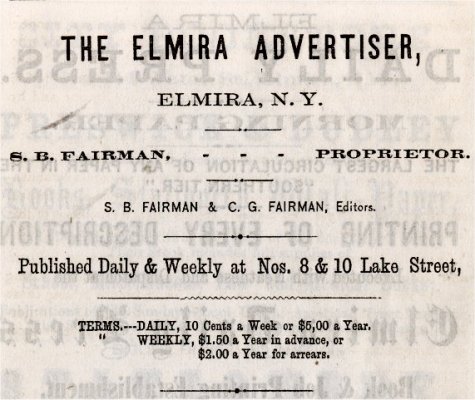 THE ELMIRA ADVERTISER,
ELMIRA, N. Y.
S. B. FAIRMAN, - - - PROPRIETOR.
S. B. FAIRMAN & C. G. FAIRMAN, Editors.
Published Daily & Weekly at Nos. 8 & 10 Lake Street,
TERMS.---DAILY, 10 Cents a Week or $5,00 a Year.
" WEEKLY, $1.50 a Year in advance, or
$2.00 a Year for arrears.